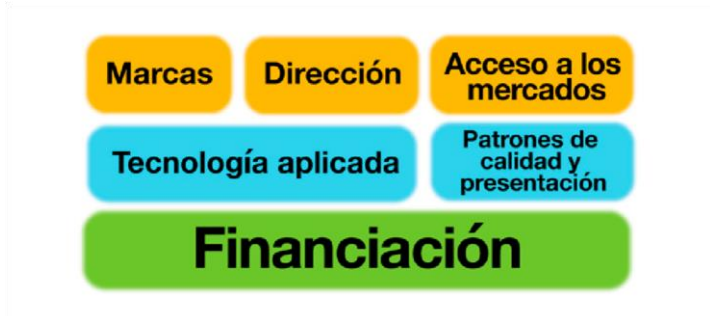 Marcas
Dirección
Acceso a los
mercados
Tecnología aplicada
Patrones de
calidad y
presentación
Financiación